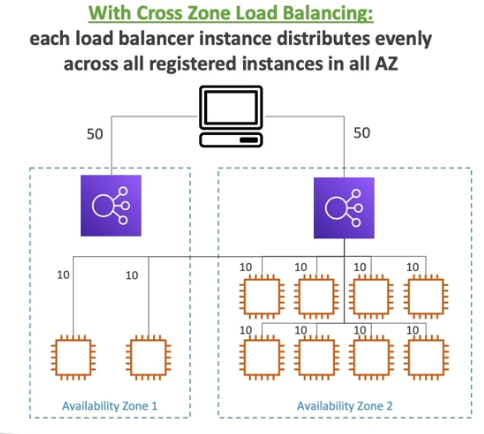 With Cross Zone Load Balancing:
each load balancer instance distributes evenly
across all registered instances in all AZ
50
50
10
10
10
10
10
10
10
10
10
10
Availability Zone 1
Availability Zone 2